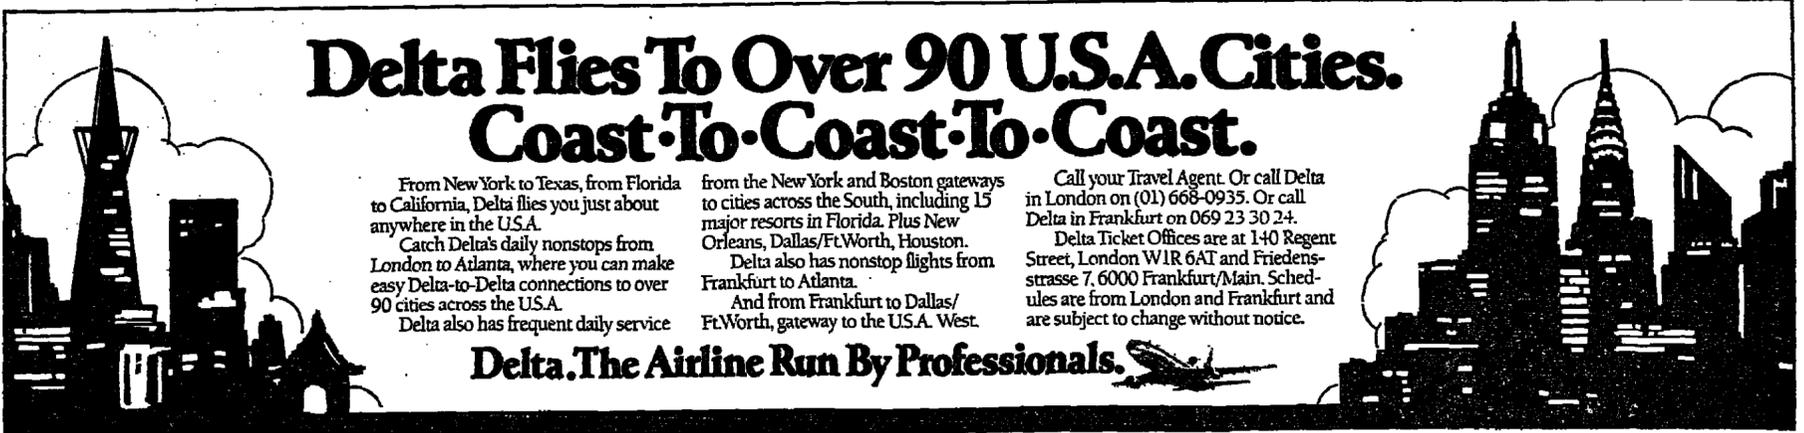 Delta Flies To Over 90 U.S.A. Cities.
Coast·To·Coast·To·Coast.
From New York to Texas, from Florida
to California, Delta flies you just about
anywhere in the U.S.A.
Catch Delta's daily nonstops from
London to Atlanta, where you can make
easy Delta-to-Delta connections to over
90 cities across the U.S.A.
Delta also has frequent daily service
from the New York and Boston gateways
to cities across the South, including 15
major resorts in Florida. Plus New
Orleans, Dallas/Ft.Worth, Houston.
Delta also has nonstop flights from
Frankfurt to Atlanta.
And from Frankfurt to Dallas/
Ft.Worth, gateway to the U.S.A. West.
Call your Travel Agent. Or call Delta
in London on (01) 668-0935. Or call
Delta in Frankfurt on 069 23 30 24.
Delta Ticket Offices are at 140 Regent
Street, London W1R 6AT and Friedens-
strasse 7, 6000 Frankfurt/Main. Sched-
ules are from London and Frankfurt and
are subject to change without notice.
Delta. The Airline Run By Professionals.